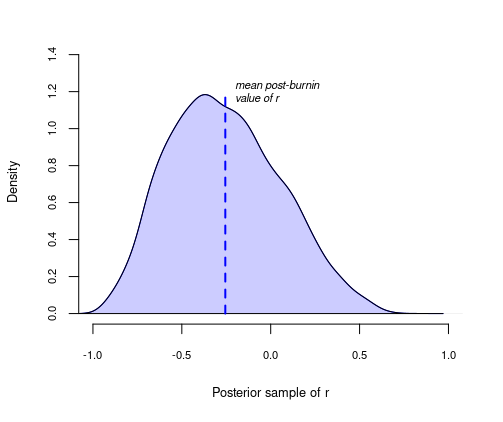 1.4
1.2
1.0
0.8
0.6
0.4
0.2
0.0
Density
mean post-burnin
value of r
-1.0 -0.5 0.0 0.5 1.0
Posterior sample of r